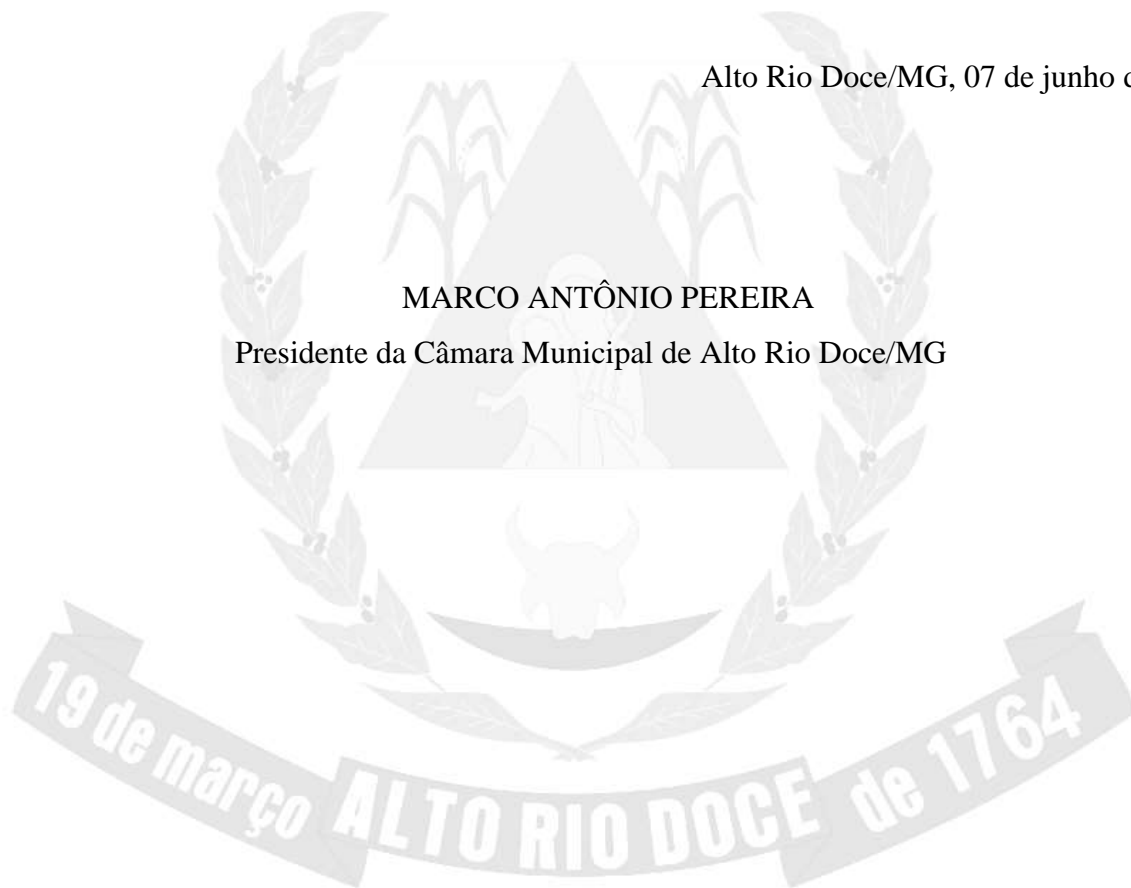 Alto Rio Doce/MG, 07 de junho
MARCO ANTÔNIO PEREIRA
Presidente da Câmara Municipal de Alto Rio Doce/MG
19 de março ALTO RIO DOCE de 1764